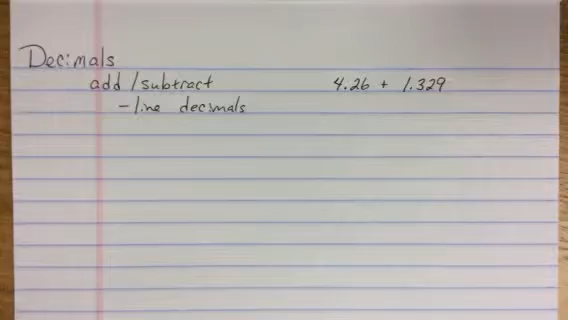 Decimals
add / subtract 4.26 + 1.329
- line decimals